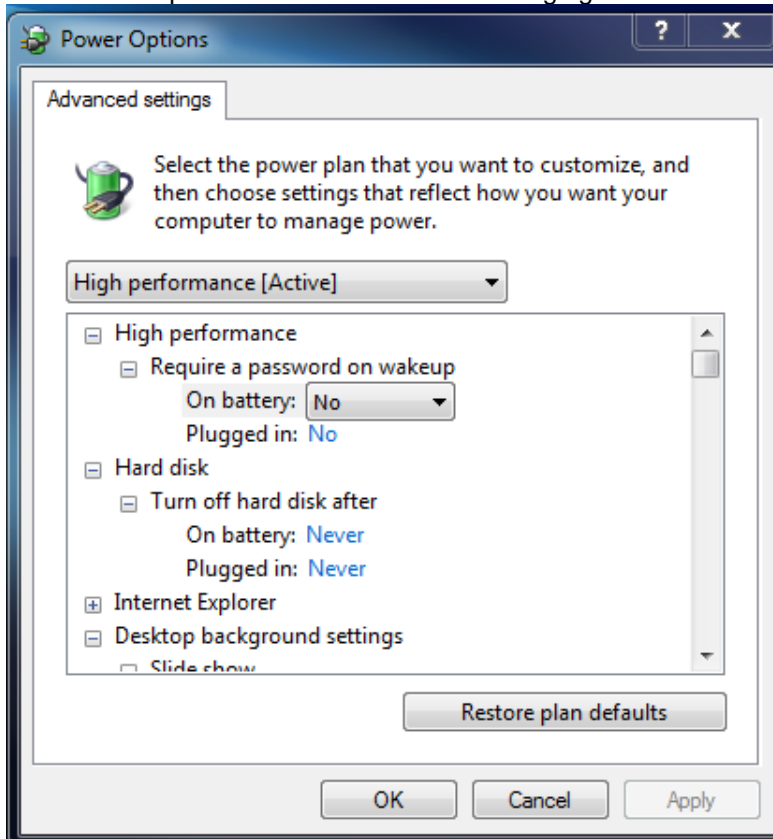 Power Options
? x
Advanced settings
Select the power plan that you want to customize, and
then choose settings that reflect how you want your
computer to manage power.
High performance [Active]
High performance
Require a password on wakeup
On battery: No
Plugged in: No
Hard disk
Turn off hard disk after
On battery: Never
Plugged in: Never
Internet Explorer
Desktop background settings
Slide show
Restore plan defaults
OK Cancel Apply